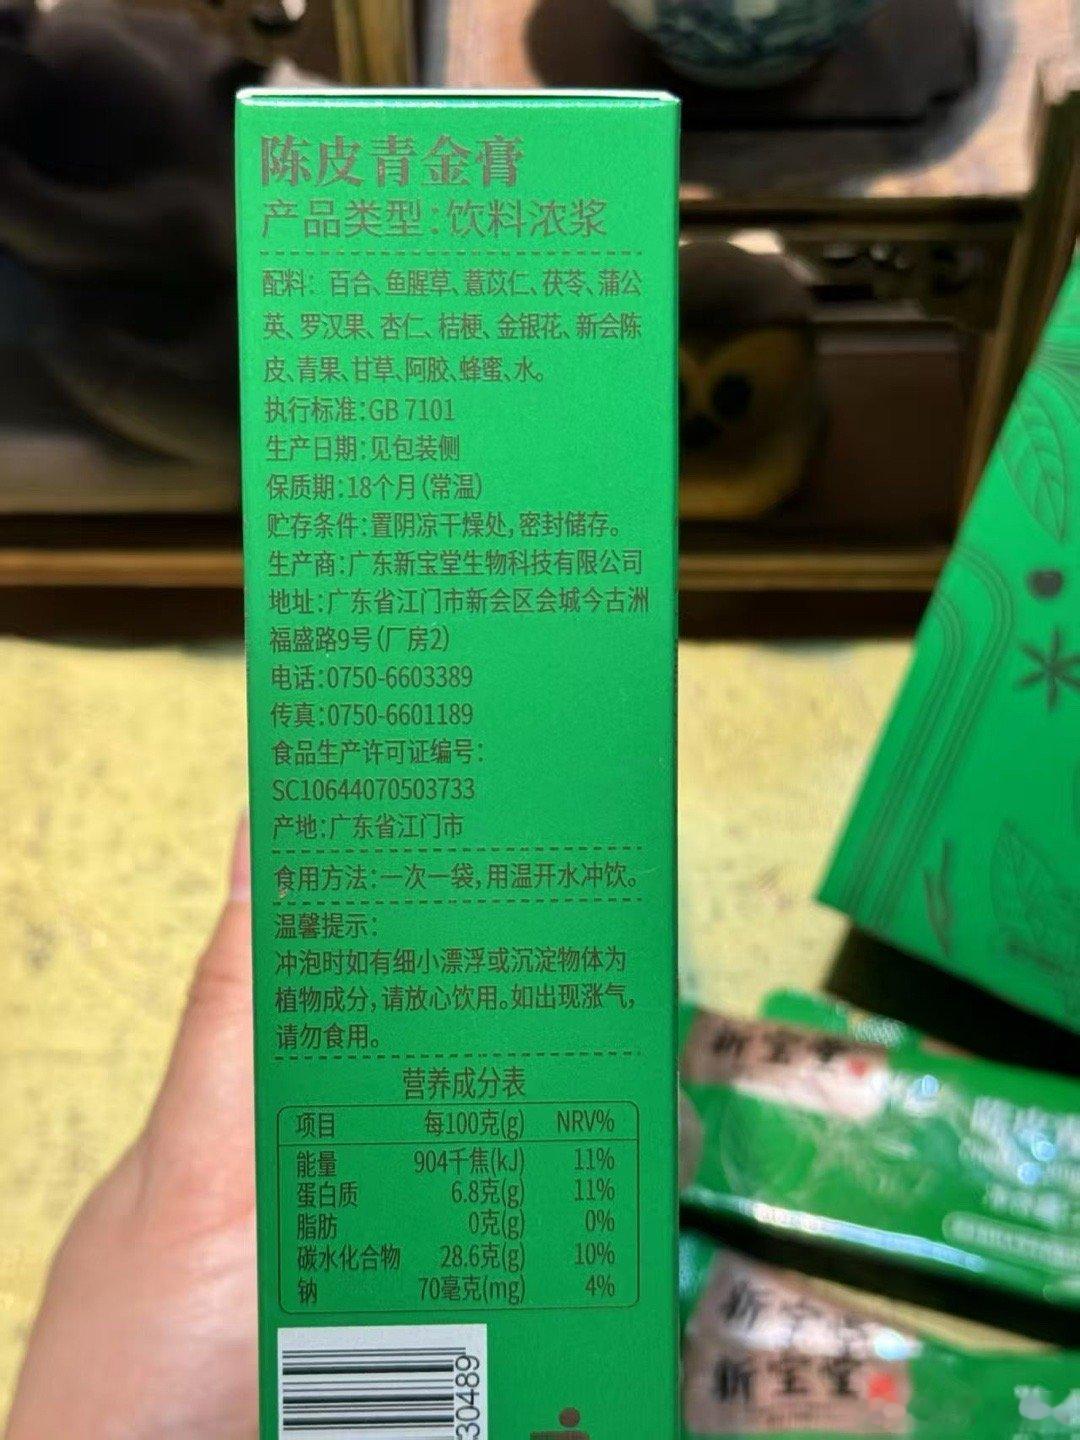 陈皮青金膏
产品类型:饮料浓浆
配料:百合、鱼腥草、薏苡仁、茯苓、蒲公
英、罗汉果、杏仁、桔梗、金银花、新会陈
皮、青果、甘草、阿胶、蜂蜜、水。
执行标准:GB 7101
生产日期:见包装侧
保质期:18个月(常温)
贮存条件:置阴凉干燥处,密封储存。
生产商:广东新宝堂生物科技有限公司
地址:广东省江门市新会区会城今古洲
福盛路9号(厂房2)
电话:0750-6603389
传真:0750-6601189
食品生产许可证编号:
SC10644070503733
产地:广东省江门市
食用方法:一次一袋,用温开水冲饮。
温馨提示:
冲泡时如有细小漂浮或沉淀物体为
植物成分,请放心饮用。如出现涨气,
请勿食用。
营养成分表
项目 每100克(g) NRV%
能量 904千焦(kJ) 11%
蛋白质 6.8克(g) 11%
脂肪 0克(g) 0%
碳水化合物 28.6克(g) 10%
钠 70毫克(mg) 4%
30489
新宝堂
陈皮
新宝堂
新宝堂